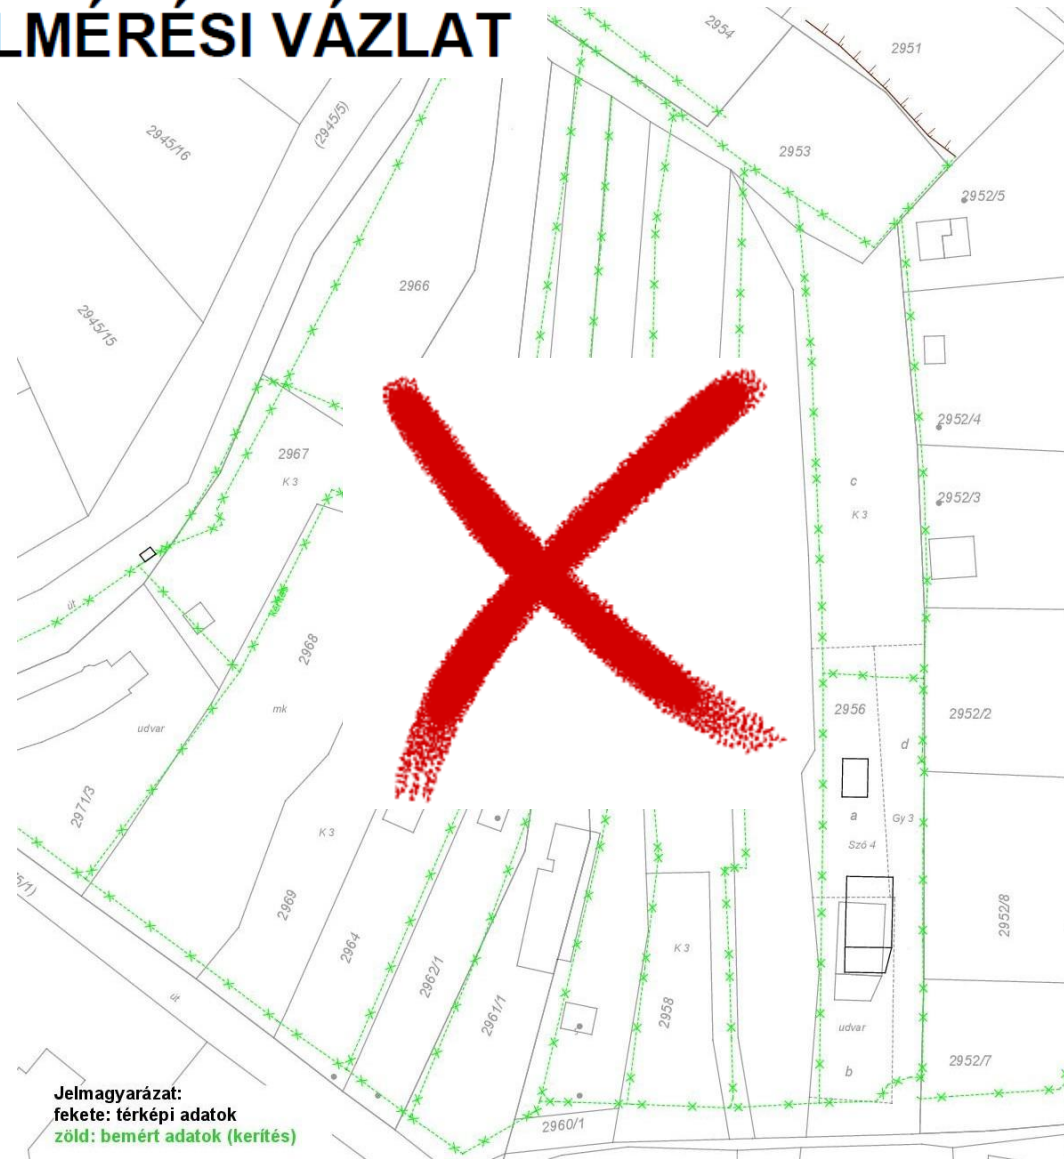 LMÉRÉSI VÁZLAT
2954
2951
2945/16
(2945/5)
2953
2952/5
2966
2945/15
2952/4
2967
K 3
c
2952/3
K 3
út
2968
2956
2952/2
mk
udvar
d
a
Gy 3
2971/3
K 3
Szó 4
5/1)
2969
2952/8
2964
K 3
2962/1
út
2961/1
2958
udvar
2952/7
b
Jelmagyarázat:
fekete: térképi adatok
zöld: bemért adatok (kerítés)
2960/1